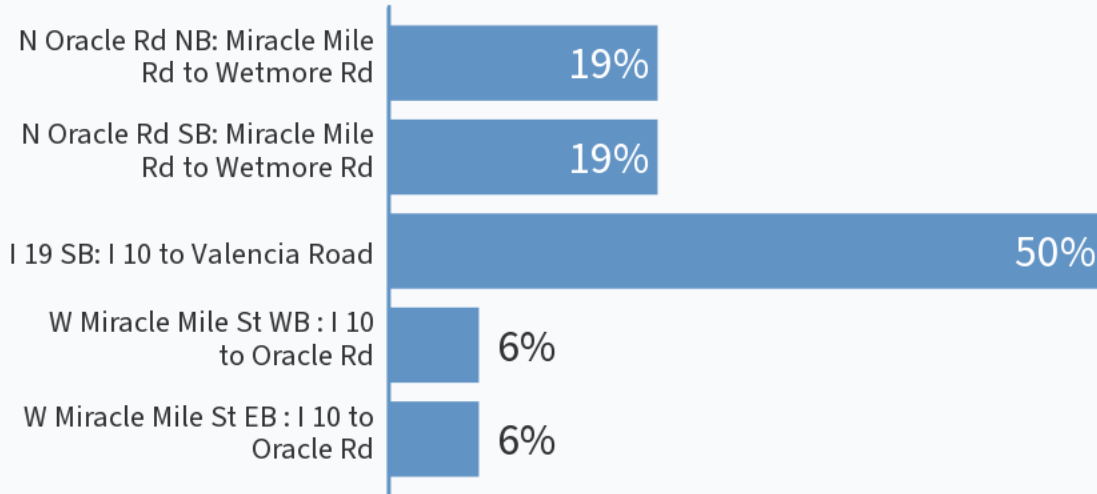 N Oracle Rd NB: Miracle Mile
Rd to Wetmore Rd
19%
N Oracle Rd SB: Miracle Mile
Rd to Wetmore Rd
19%
I 19 SB: I 10 to Valencia Road
50%
W Miracle Mile St WB : I 10
to Oracle Rd
6%
W Miracle Mile St EB : I 10 to
Oracle Rd
6%